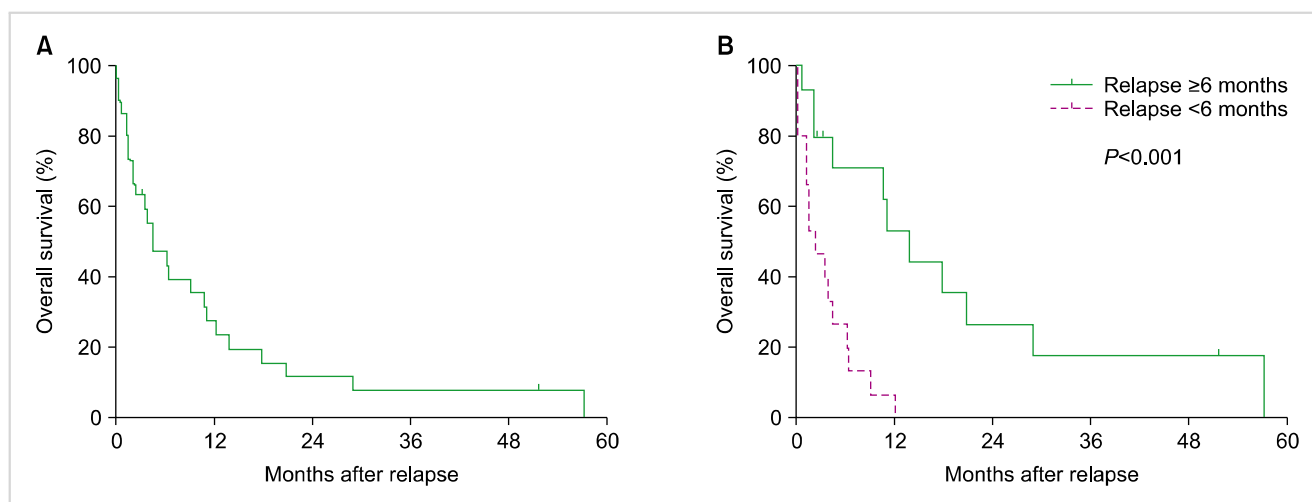 A
100
80
60
40
20
0
Overall survival (%)
0 12 24 36 48 60
Months after relapse
B
100
80
60
40
20
0
Overall survival (%)
Relapse ≥6 months
Relapse <6 months
P<0.001
0 12 24 36 48 60
Months after relapse